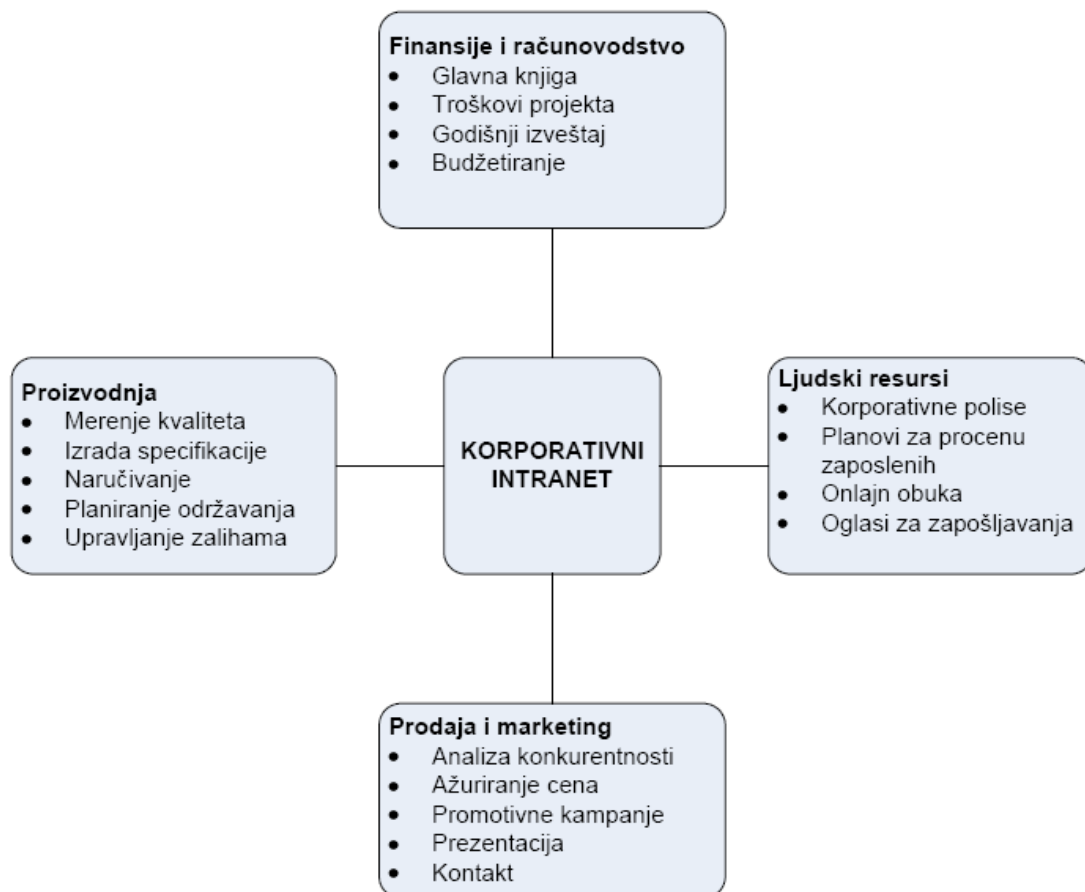 Finansije i računovodstvo
• Glavna knjiga
• Troškovi projekta
• Godišnji izveštaj
• Budžetiranje
Proizvodnja
• Merenje kvaliteta
• Izrada specifikacije
• Naručivanje
• Planiranje održavanja
• Upravljanje zalihama
KORPORATIVNI
INTRANET
Ljudski resursi
• Korporativne polise
• Planovi za procenu
zaposlenih
• Onlajn obuka
• Oglasi za zapošljavanja
Prodaja i marketing
• Analiza konkurentnosti
• Ažuriranje cena
• Promotivne kampanje
• Prezentacija
• Kontakt